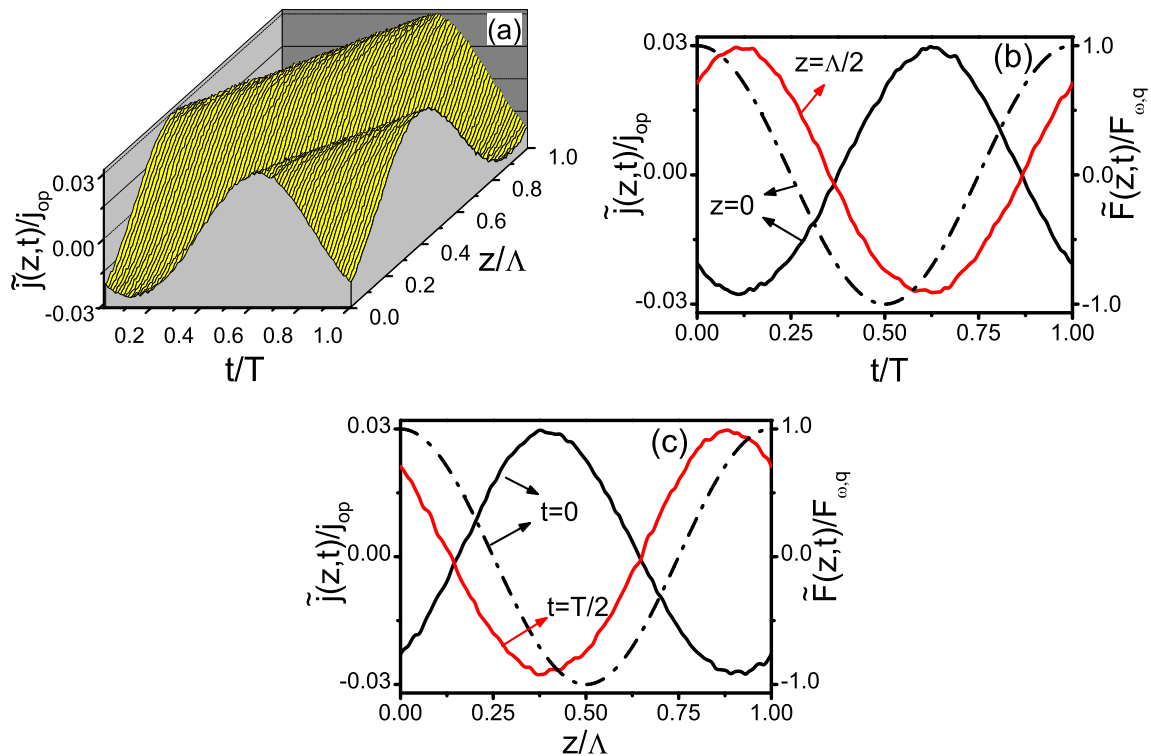 (a)
0.03
0.00
-0.03
j̃(z,t)/j_op
0.2 0.4 0.6 0.8 1.0
t/T
0.0
0.2
0.4
0.6
0.8
1.0
z/Λ
(b)
0.03
0.00
-0.03
j̃(z,t)/j_op
z=Λ/2
z=0
1.0
0.0
-1.0
F̃(z,t)/F_ω,q
0.00 0.25 0.50 0.75 1.00
t/T
(c)
0.03
0.00
-0.03
j̃(z,t)/j_op
t=0
t=T/2
1.0
0.0
-1.0
F̃(z,t)/F_ω,q
0.00 0.25 0.50 0.75 1.00
z/Λ